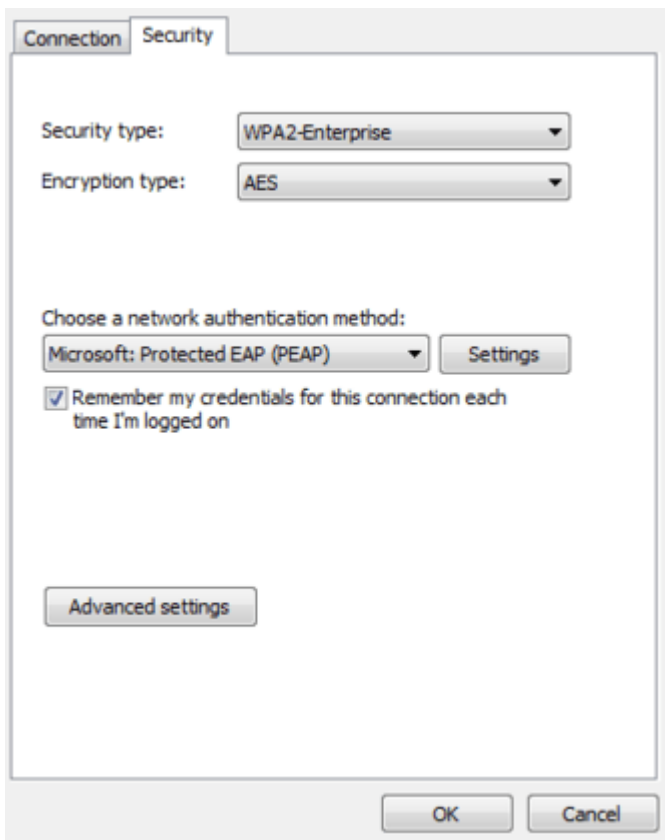 Connection Security
Security type: WPA2-Enterprise
Encryption type: AES
Choose a network authentication method:
Microsoft: Protected EAP (PEAP) Settings
Remember my credentials for this connection each
time I'm logged on
Advanced settings
OK Cancel